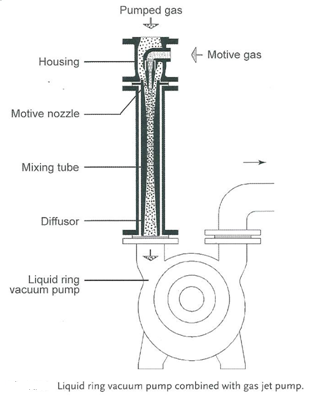 Pumped gas
Motive gas
Housing
Motive nozzle
Mixing tube
Diffusor
Liquid ring
vacuum pump
Liquid ring vacuum pump combined with gas jet pump.